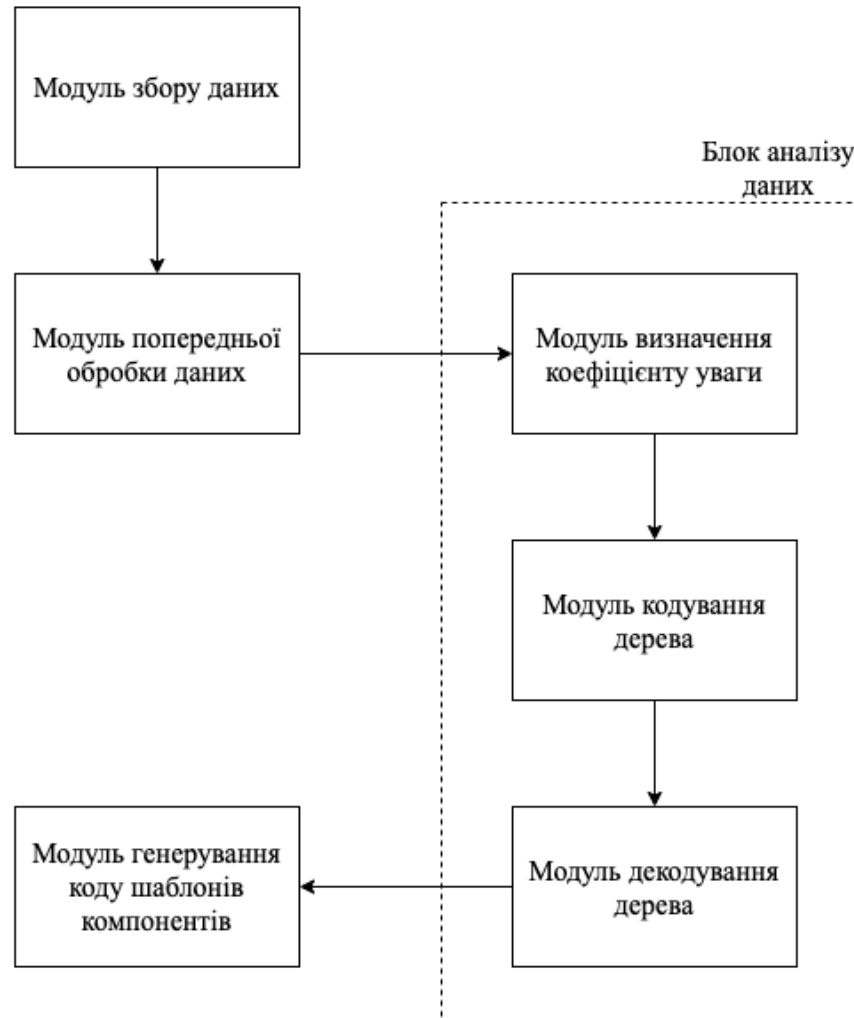 Модуль збору даних
Блок аналізу
даних
Модуль попередньої
обробки даних
Модуль визначення
коефіцієнту уваги
Модуль кодування
дерева
Модуль генерування
коду шаблонів
компонентів
Модуль декодування
дерева